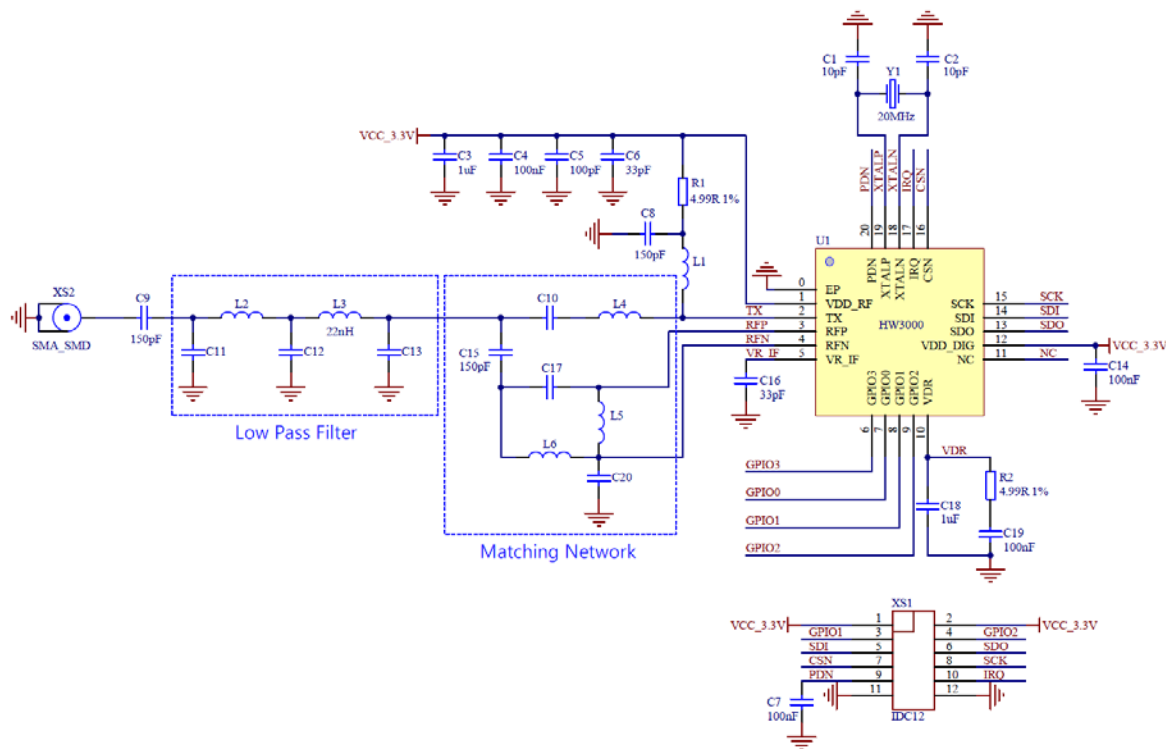 C1
10pF
C2
10pF
Y1
20MHz
VCC_3.3V
C3
1uF
C4
100nF
C5
100pF
C6
33pF
R1
4.99R 1%
C8
150pF
L1
PDN
XTALP
XTALN
IRQ
CSN
20
19
18
17
16
U1
PDN
XTALP
XTALN
IRQ
CSN
XS2
SMA_SMD
C9
150pF
L2
L3
22nH
C11
C12
C13
Low Pass Filter
C10
L4
C15
150pF
C17
L5
L6
C20
Matching Network
TX
RFP
RFN
VR_IF
C16
33pF
0
1
2
3
4
5
EP
VDD_RF
TX
RFP
RFN
VR_IF
HW3000
SCK
SDI
SDO
VDD_DIG
NC
15
14
13
12
11
SCK
SDI
SDO
VCC_3.3V
NC
C14
100nF
GPIO3
GPIO0
GPIO1
GPIO2
VDR
6
7
8
9
10
GPIO3
GPIO0
GPIO1
GPIO2
VDR
R2
4.99R 1%
C18
1uF
C19
100nF
XS1
VCC_3.3V 1 2 VCC_3.3V
GPIO1 3 4 GPIO2
SDI 5 6 SDO
CSN 7 8 SCK
PDN 9 10 IRQ
11 12
C7
100nF
IDC12